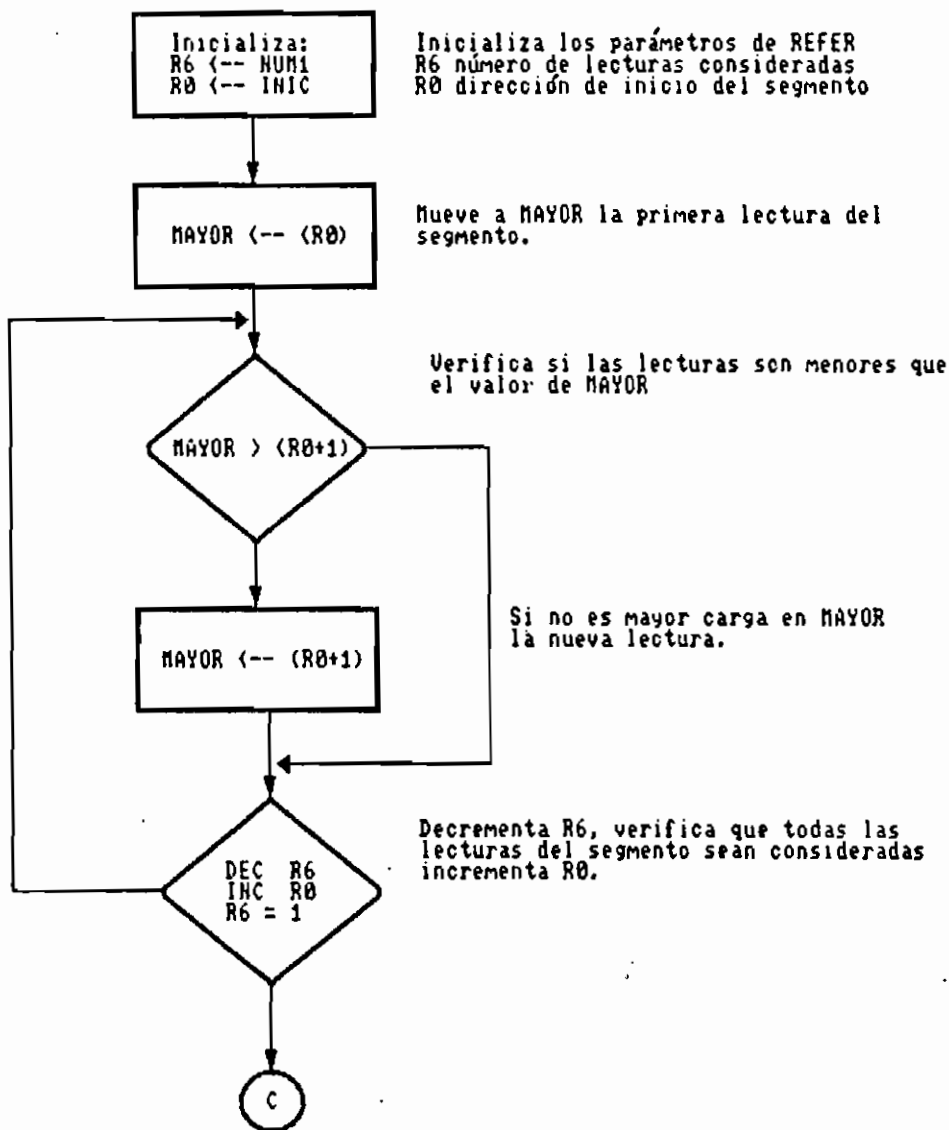 Inicializa:
R6 <-- NUM1
R0 <-- INIC
Inicializa los parámetros de REFER
R6 número de lecturas consideradas
R0 dirección de inicio del segmento
MAYOR <-- (R0)
Mueve a MAYOR la primera lectura del
segmento.
Verifica si las lecturas son menores que
el valor de MAYOR
MAYOR > (R0+1)
MAYOR <-- (R0+1)
Si no es mayor carga en MAYOR
la nueva lectura.
DEC R6
INC R0
R6 = 1
Decrementa R6, verifica que todas las
lecturas del segmento sean consideradas
incrementa R0.
C